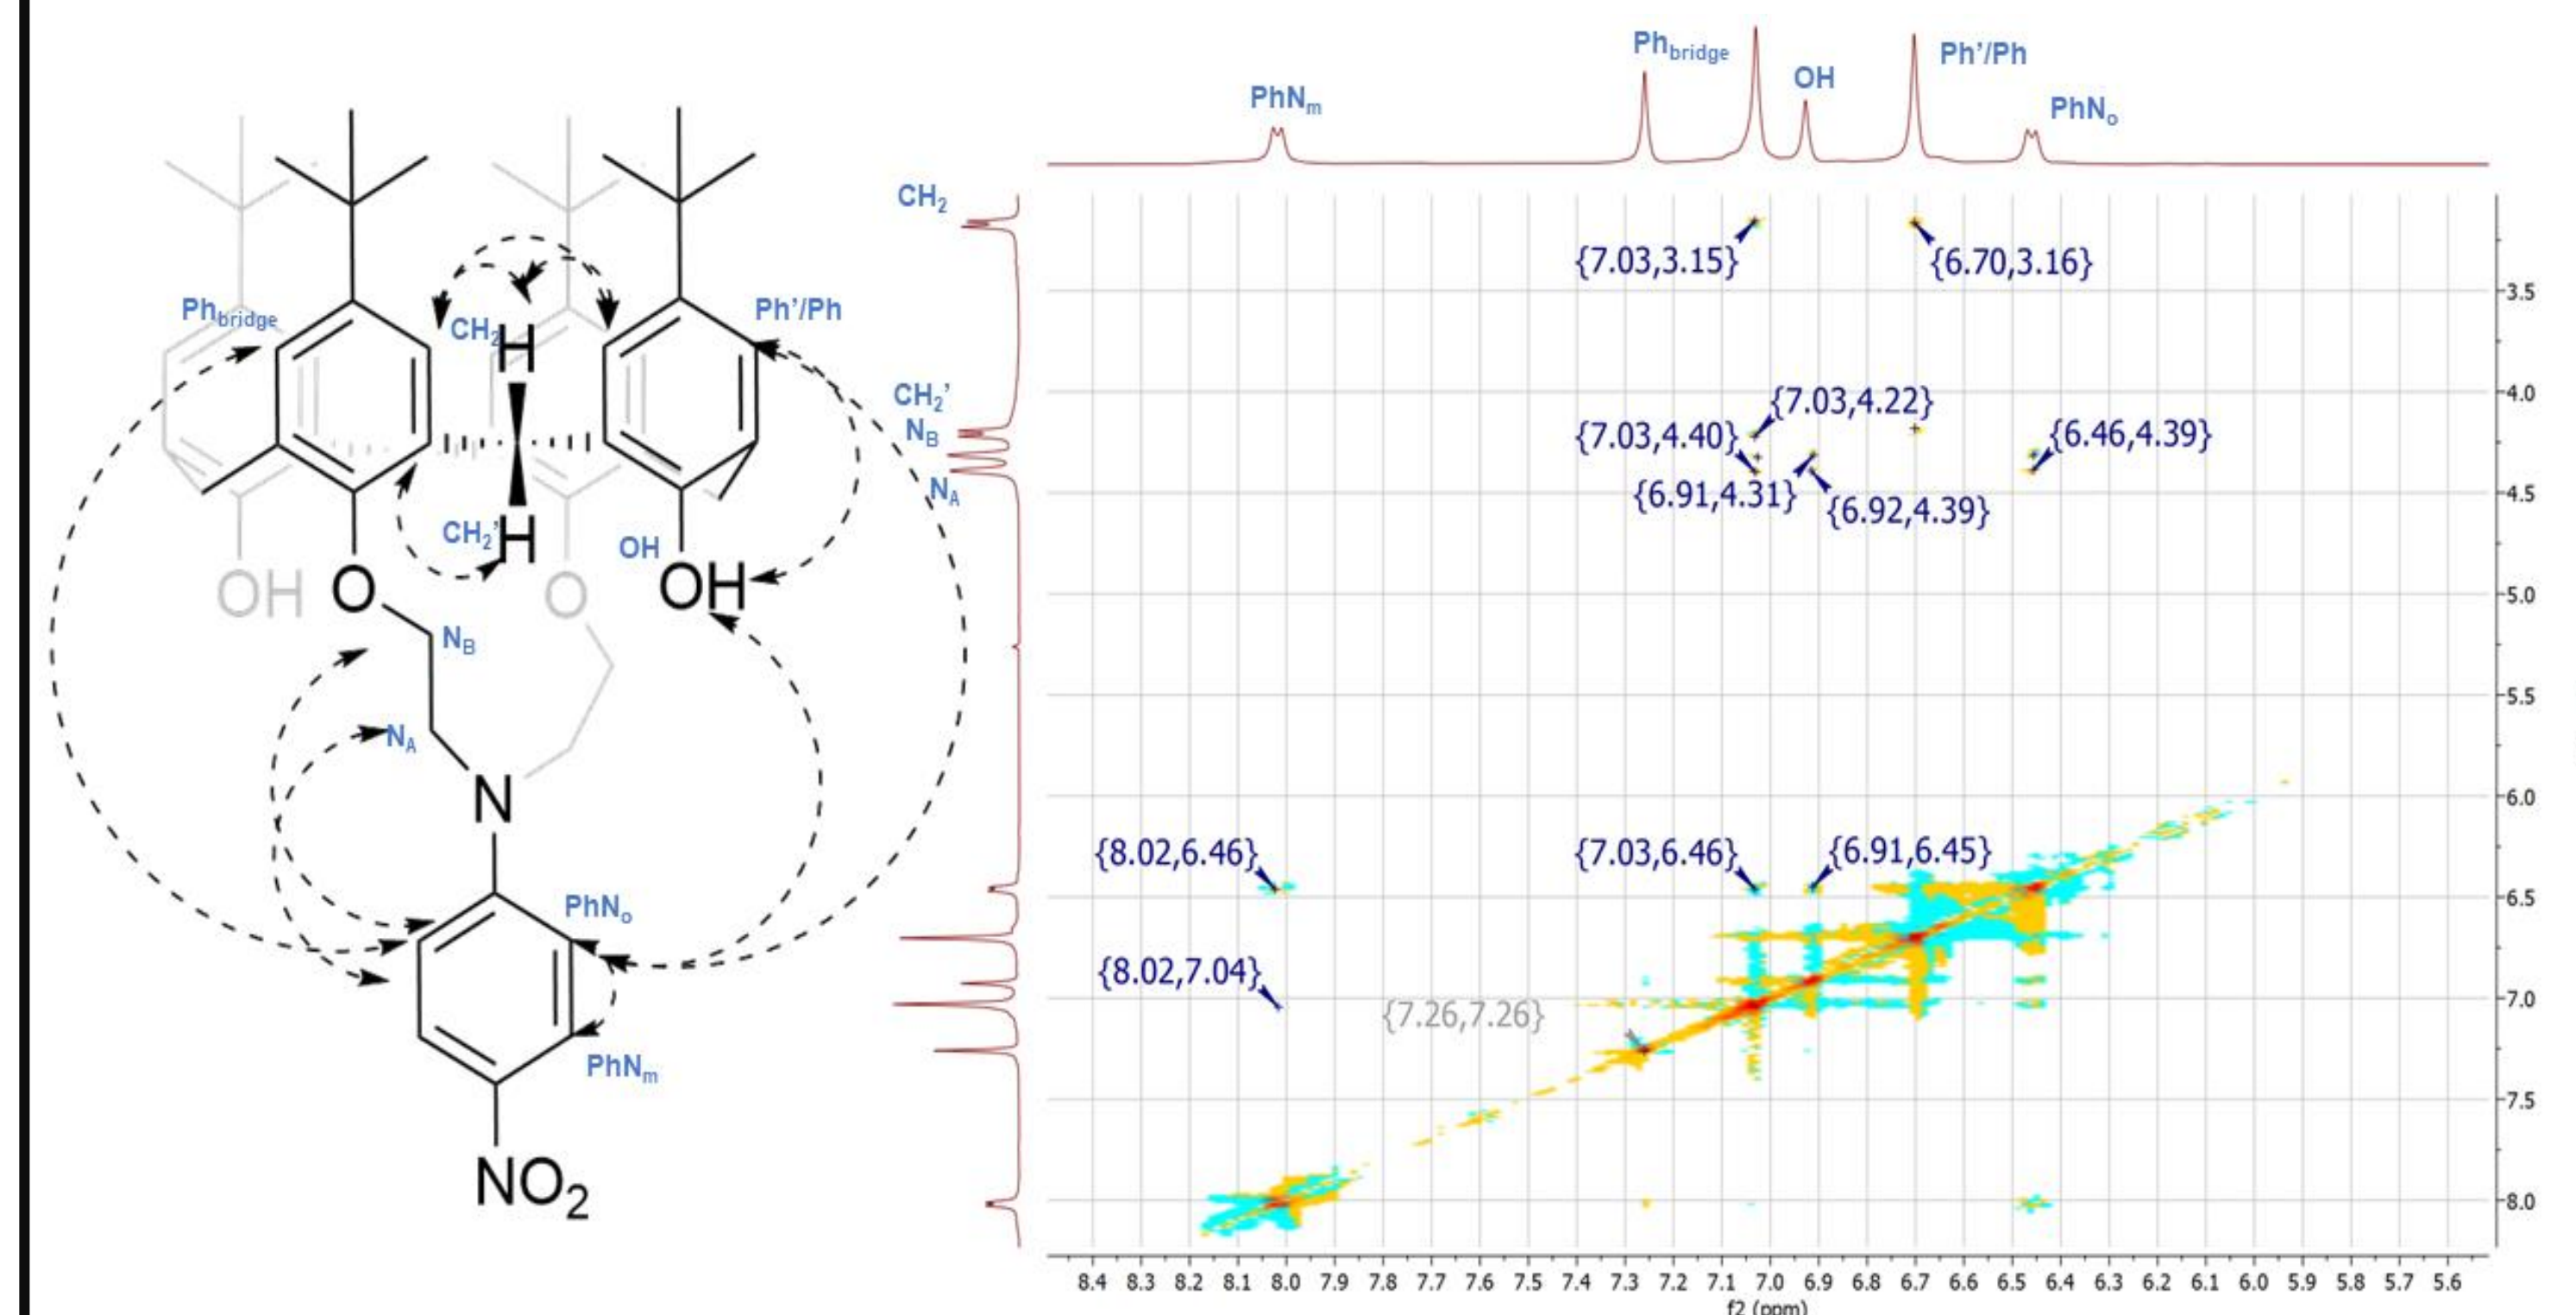 Ph_bridge
Ph'/Ph
CH2
H
CH2'
H
OH
OH
O
O
OH
N_B
N_A
N
PhN_o
PhN_m
NO2
PhN_m
Ph_bridge
OH
Ph'/Ph
PhN_o
CH2
CH2'
N_B
N_A
{7.03,3.15}
{6.70,3.16}
{7.03,4.22}
{7.03,4.40}
{6.46,4.39}
{6.91,4.31}
{6.92,4.39}
{8.02,6.46}
{7.03,6.46}
{6.91,6.45}
{8.02,7.04}
{7.26,7.26}
3.5
4.0
4.5
5.0
5.5
6.0
6.5
7.0
7.5
8.0
8.4 8.3 8.2 8.1 8.0 7.9 7.8 7.7 7.6 7.5 7.4 7.3 7.2 7.1 7.0 6.9 6.8 6.7 6.6 6.5 6.4 6.3 6.2 6.1 6.0 5.9 5.8 5.7 5.6
f2 (ppm)